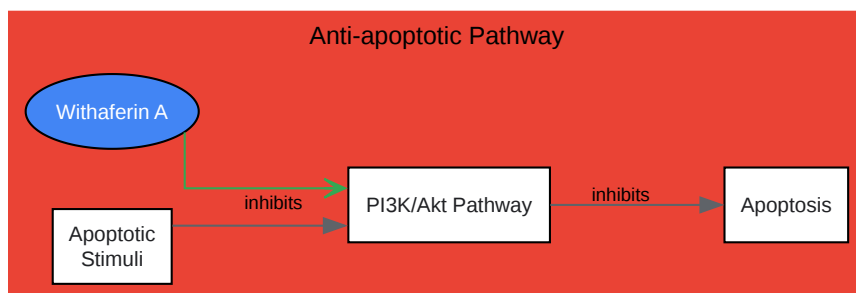 Anti-apoptotic Pathway
Withaferin A
inhibits
PI3K/Akt Pathway
inhibits
Apoptosis
Apoptotic
Stimuli